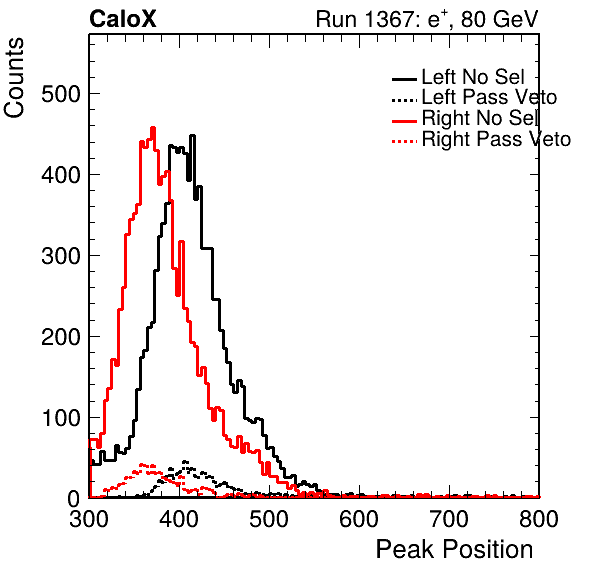 CaloX Run 1367: e⁺, 80 GeV
Counts
Left No Sel
Left Pass Veto
Right No Sel
Right Pass Veto
500
400
300
200
100
0
300 400 500 600 700 800
Peak Position